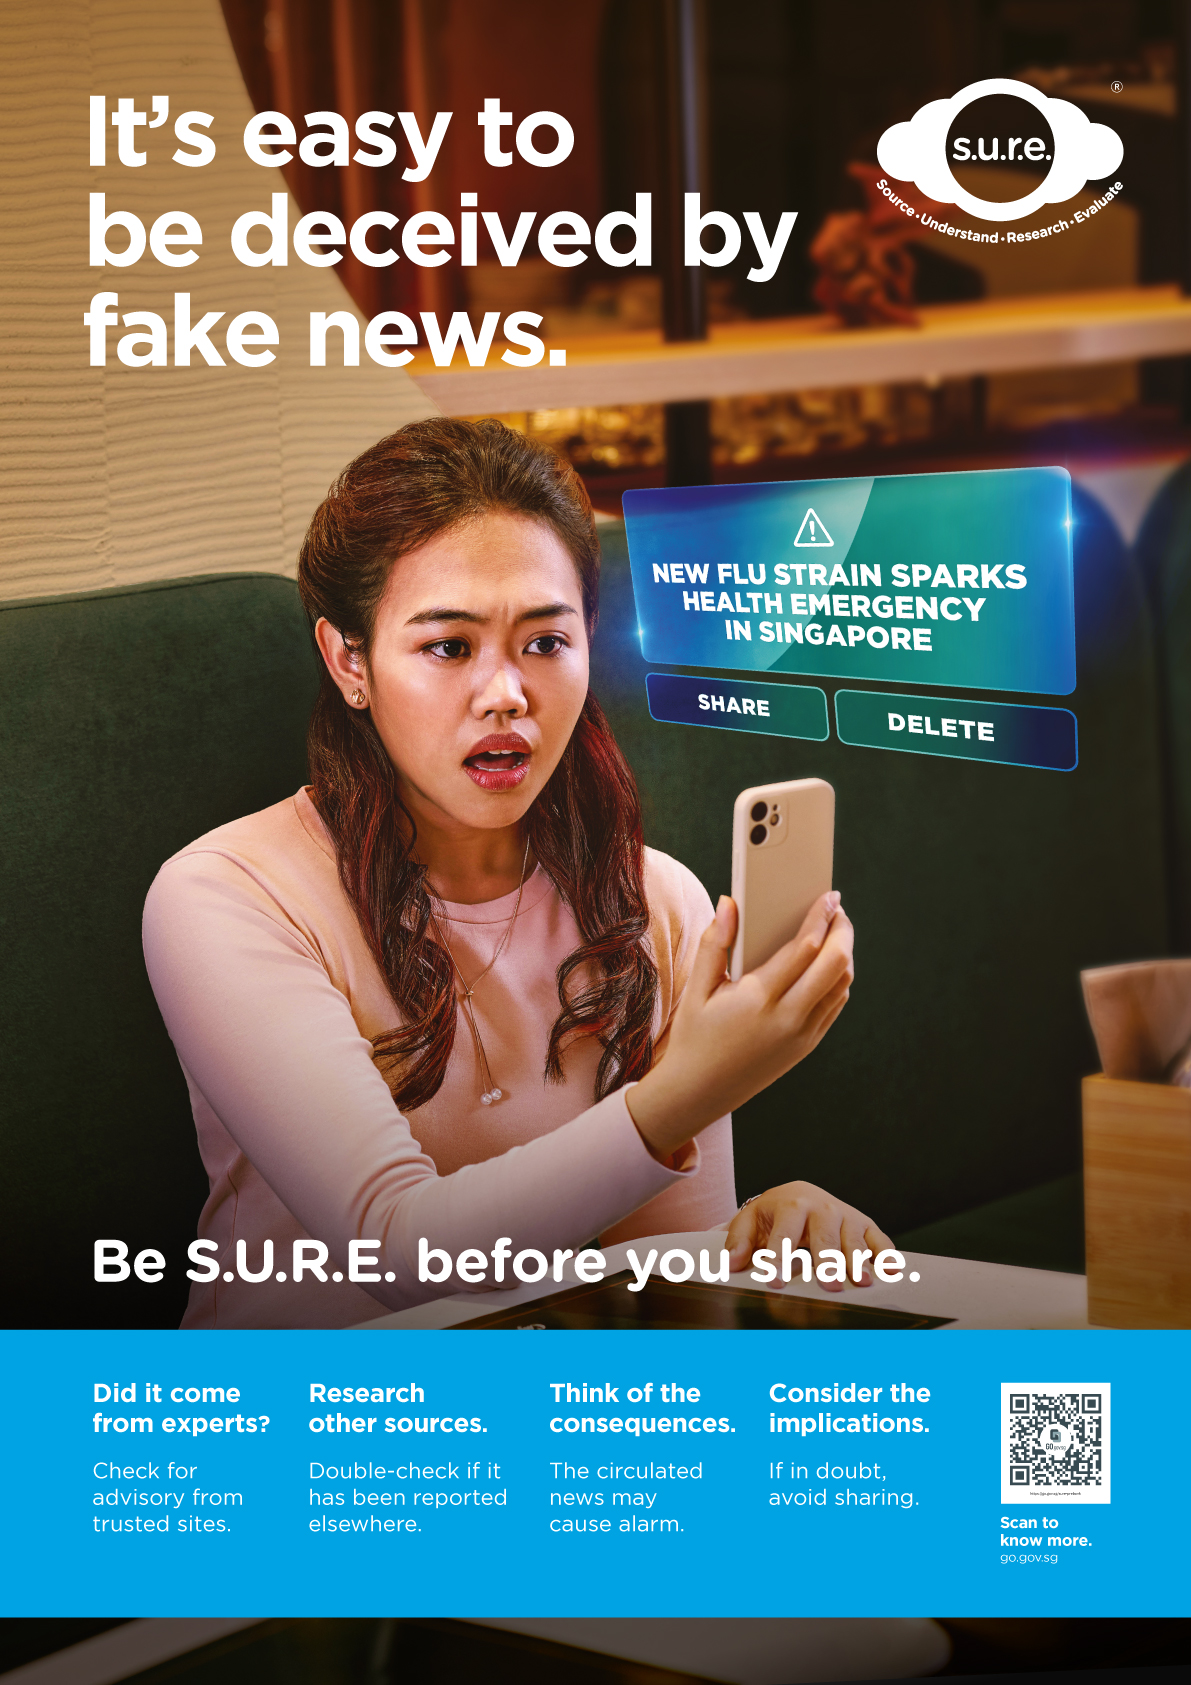 It's easy to
be deceived by
fake news.
®
s.u.r.e.
Source • Understand • Research • Evaluate
NEW FLU STRAIN SPARKS
HEALTH EMERGENCY
IN SINGAPORE
SHARE
DELETE
Be S.U.R.E. before you share.
Did it come
from experts?
Check for
advisory from
trusted sites.
Research
other sources.
Double-check if it
has been reported
elsewhere.
Think of the
consequences.
The circulated
news may
cause alarm.
Consider the
implications.
If in doubt,
avoid sharing.
GO gov.sg
Scan to
know more.
go.gov.sg